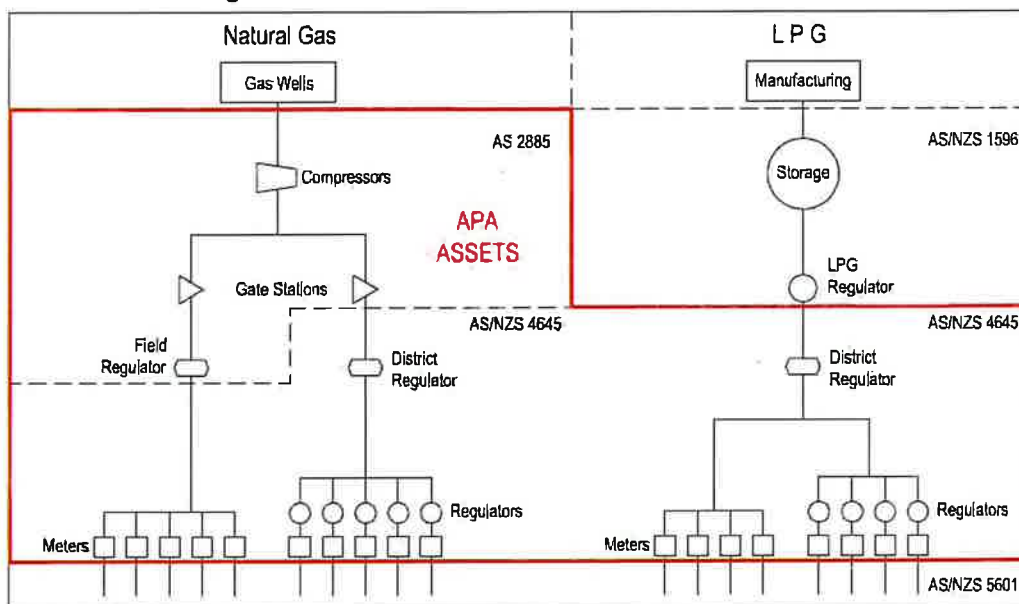 Natural Gas
L P G
Gas Wells
Manufacturing
AS 2885
AS/NZS 1596
Compressors
Storage
APA
ASSETS
LPG
Regulator
Gate Stations
AS/NZS 4645
AS/NZS 4645
Field
Regulator
District
Regulator
District
Regulator
Regulators
Regulators
Meters
Meters
AS/NZS 5601